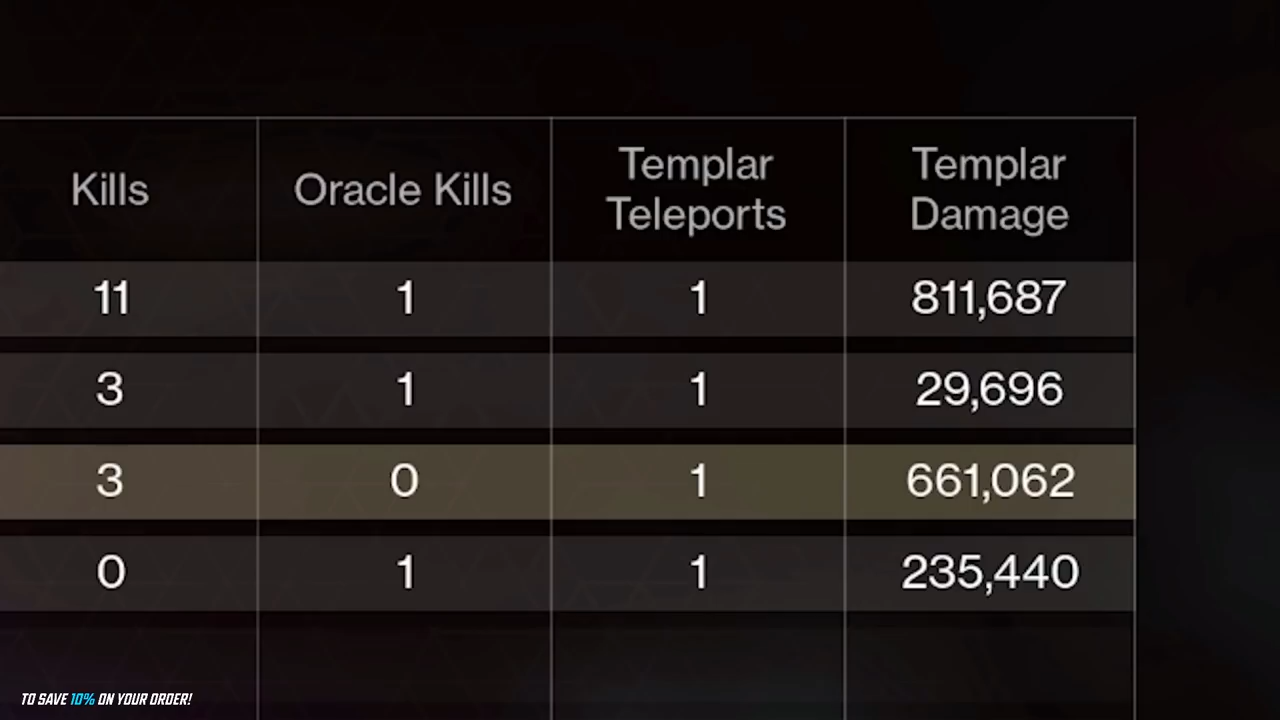 Kills Oracle Kills Templar Teleports Templar Damage
11 1 1 811,687
3 1 1 29,696
3 0 1 661,062
0 1 1 235,440
TO SAVE 10% ON YOUR ORDER!